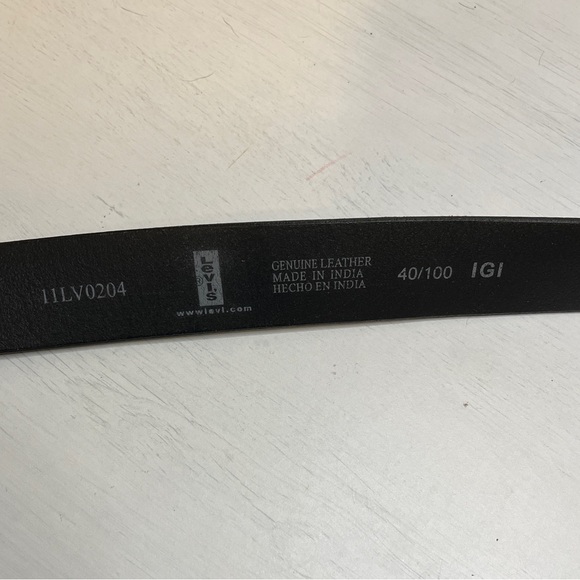 11LV0204
Levi's
www.levi.com
GENUINE LEATHER
MADE IN INDIA
HECHO EN INDIA
40/100 IGI